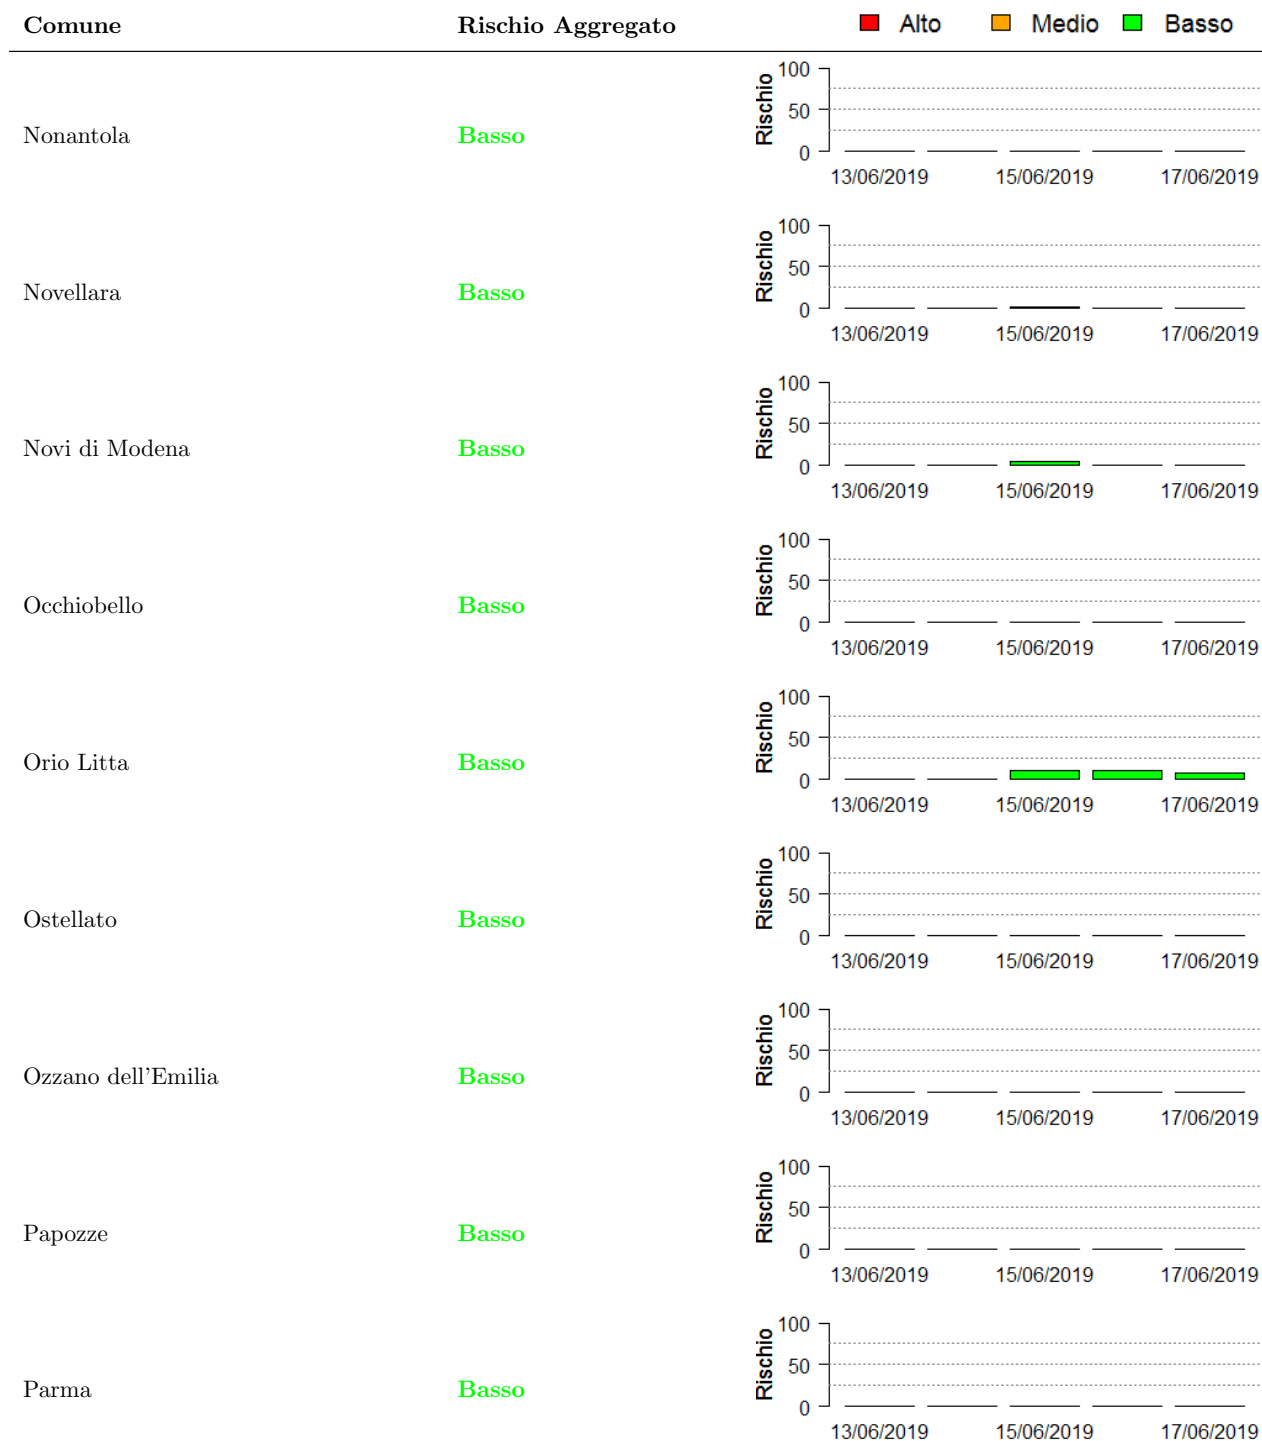 Comune Rischio Aggregato Alto Medio Basso
100
50
0
Rischio
Nonantola Basso
13/06/2019 15/06/2019 17/06/2019
100
50
0
Rischio
Novellara Basso
13/06/2019 15/06/2019 17/06/2019
100
50
0
Rischio
Novi di Modena Basso
13/06/2019 15/06/2019 17/06/2019
100
50
0
Rischio
Occhiobello Basso
13/06/2019 15/06/2019 17/06/2019
100
50
0
Rischio
Orio Litta Basso
13/06/2019 15/06/2019 17/06/2019
100
50
0
Rischio
Ostellato Basso
13/06/2019 15/06/2019 17/06/2019
100
50
0
Rischio
Ozzano dell'Emilia Basso
13/06/2019 15/06/2019 17/06/2019
100
50
0
Rischio
Papozze Basso
13/06/2019 15/06/2019 17/06/2019
100
50
0
Rischio
Parma Basso
13/06/2019 15/06/2019 17/06/2019